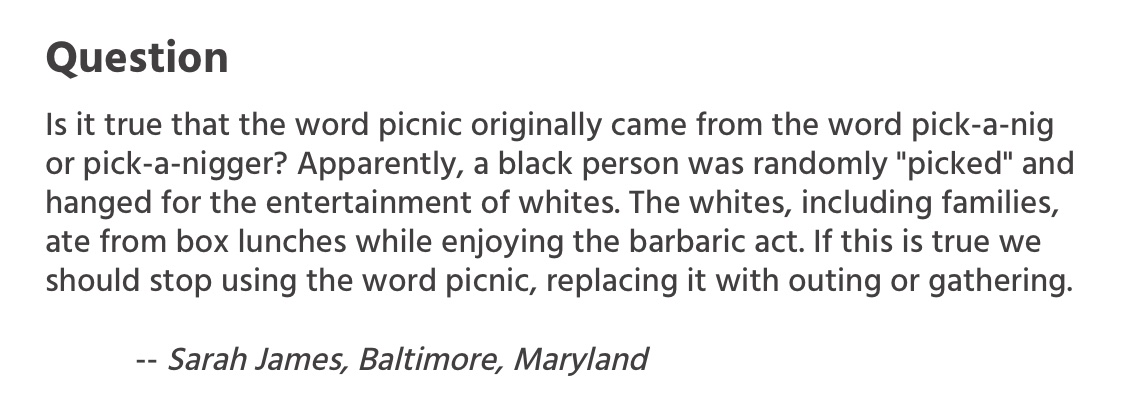 Question
Is it true that the word picnic originally came from the word pick-a-nig
or pick-a-nigger? Apparently, a black person was randomly "picked" and
hanged for the entertainment of whites. The whites, including families,
ate from box lunches while enjoying the barbaric act. If this is true we
should stop using the word picnic, replacing it with outing or gathering.
-- Sarah James, Baltimore, Maryland